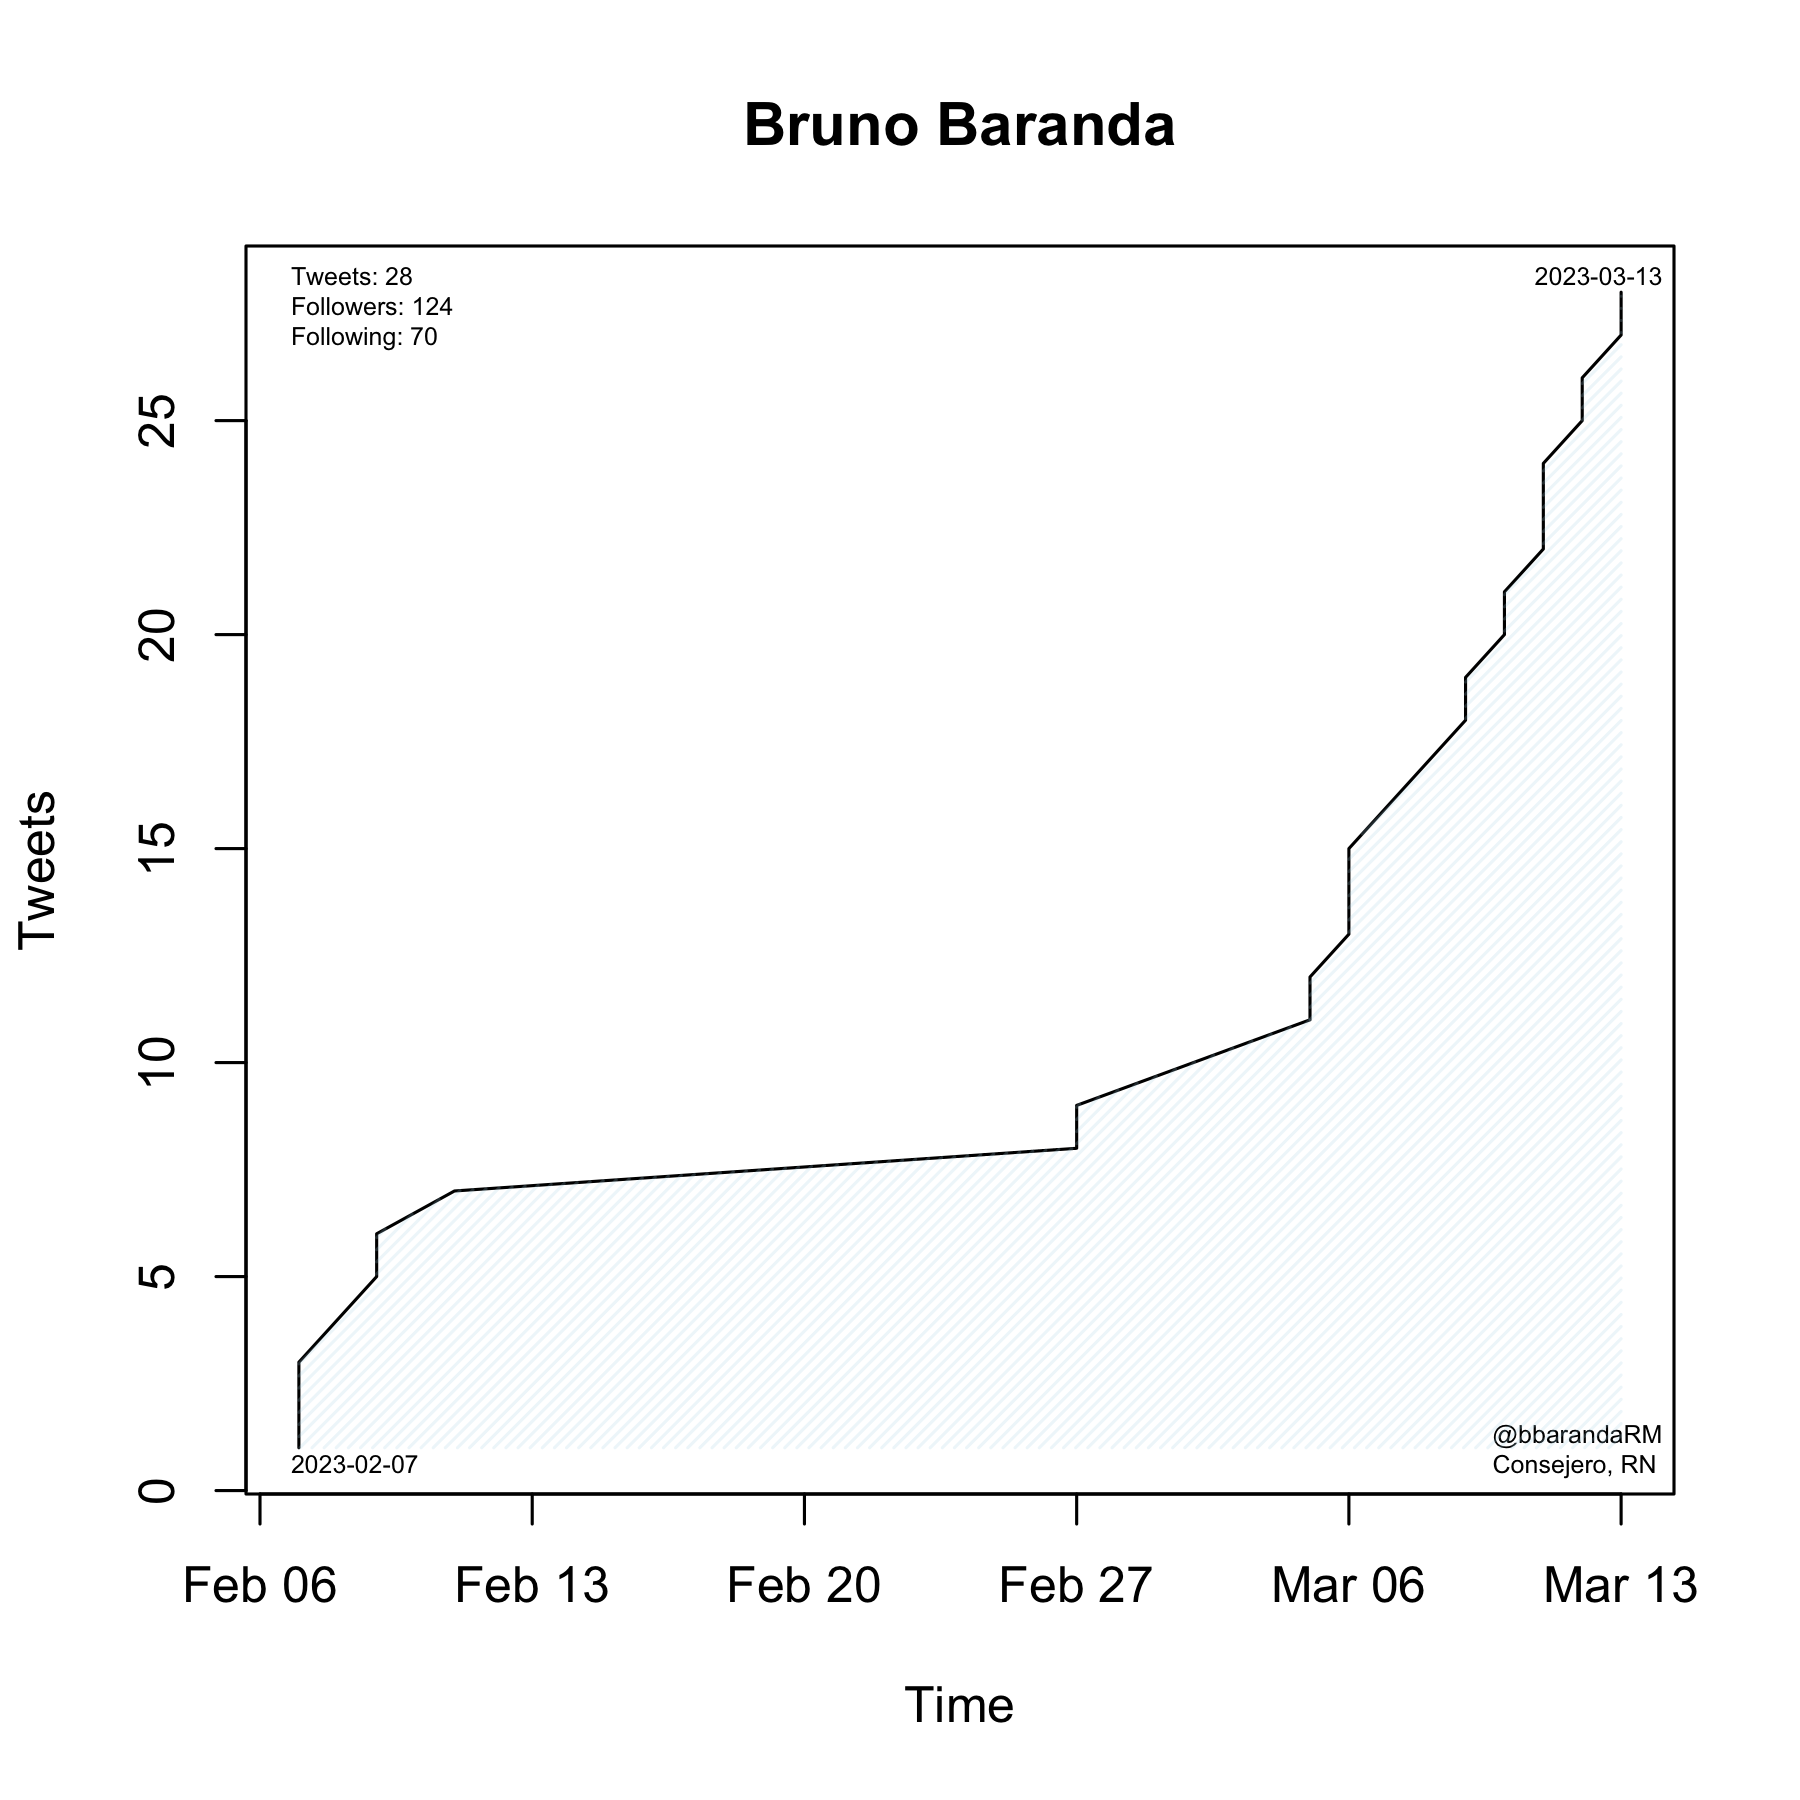 Bruno Baranda
Tweets: 28
Followers: 124
Following: 70
2023-03-13
25
20
15
10
5
0
Tweets
2023-02-07
@bbarandaRM
Consejero, RN
Feb 06
Feb 13
Feb 20
Feb 27
Mar 06
Mar 13
Time